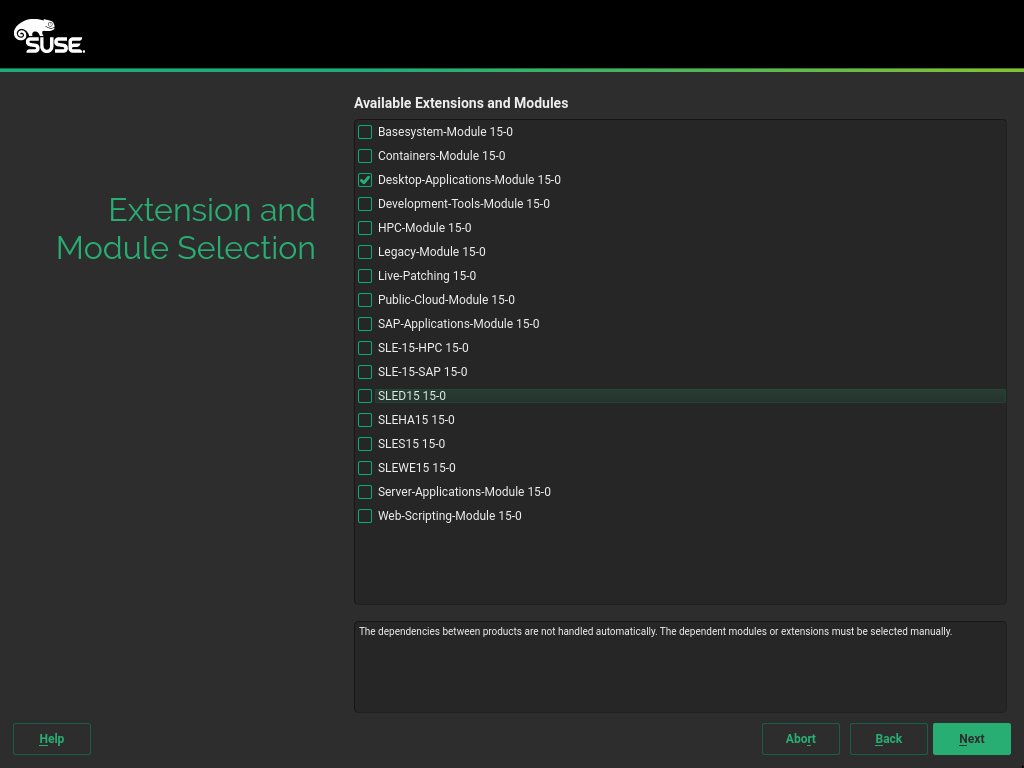 SUSE.
Available Extensions and Modules
Extension and
Module Selection
Basesystem-Module 15-0
Containers-Module 15-0
Desktop-Applications-Module 15-0
Development-Tools-Module 15-0
HPC-Module 15-0
Legacy-Module 15-0
Live-Patching 15-0
Public-Cloud-Module 15-0
SAP-Applications-Module 15-0
SLE-15-HPC 15-0
SLE-15-SAP 15-0
SLED15 15-0
SLEHA15 15-0
SLES15 15-0
SLEWE15 15-0
Server-Applications-Module 15-0
Web-Scripting-Module 15-0
The dependencies between products are not handled automatically. The dependent modules or extensions must be selected manually.
Help
Abort
Back
Next